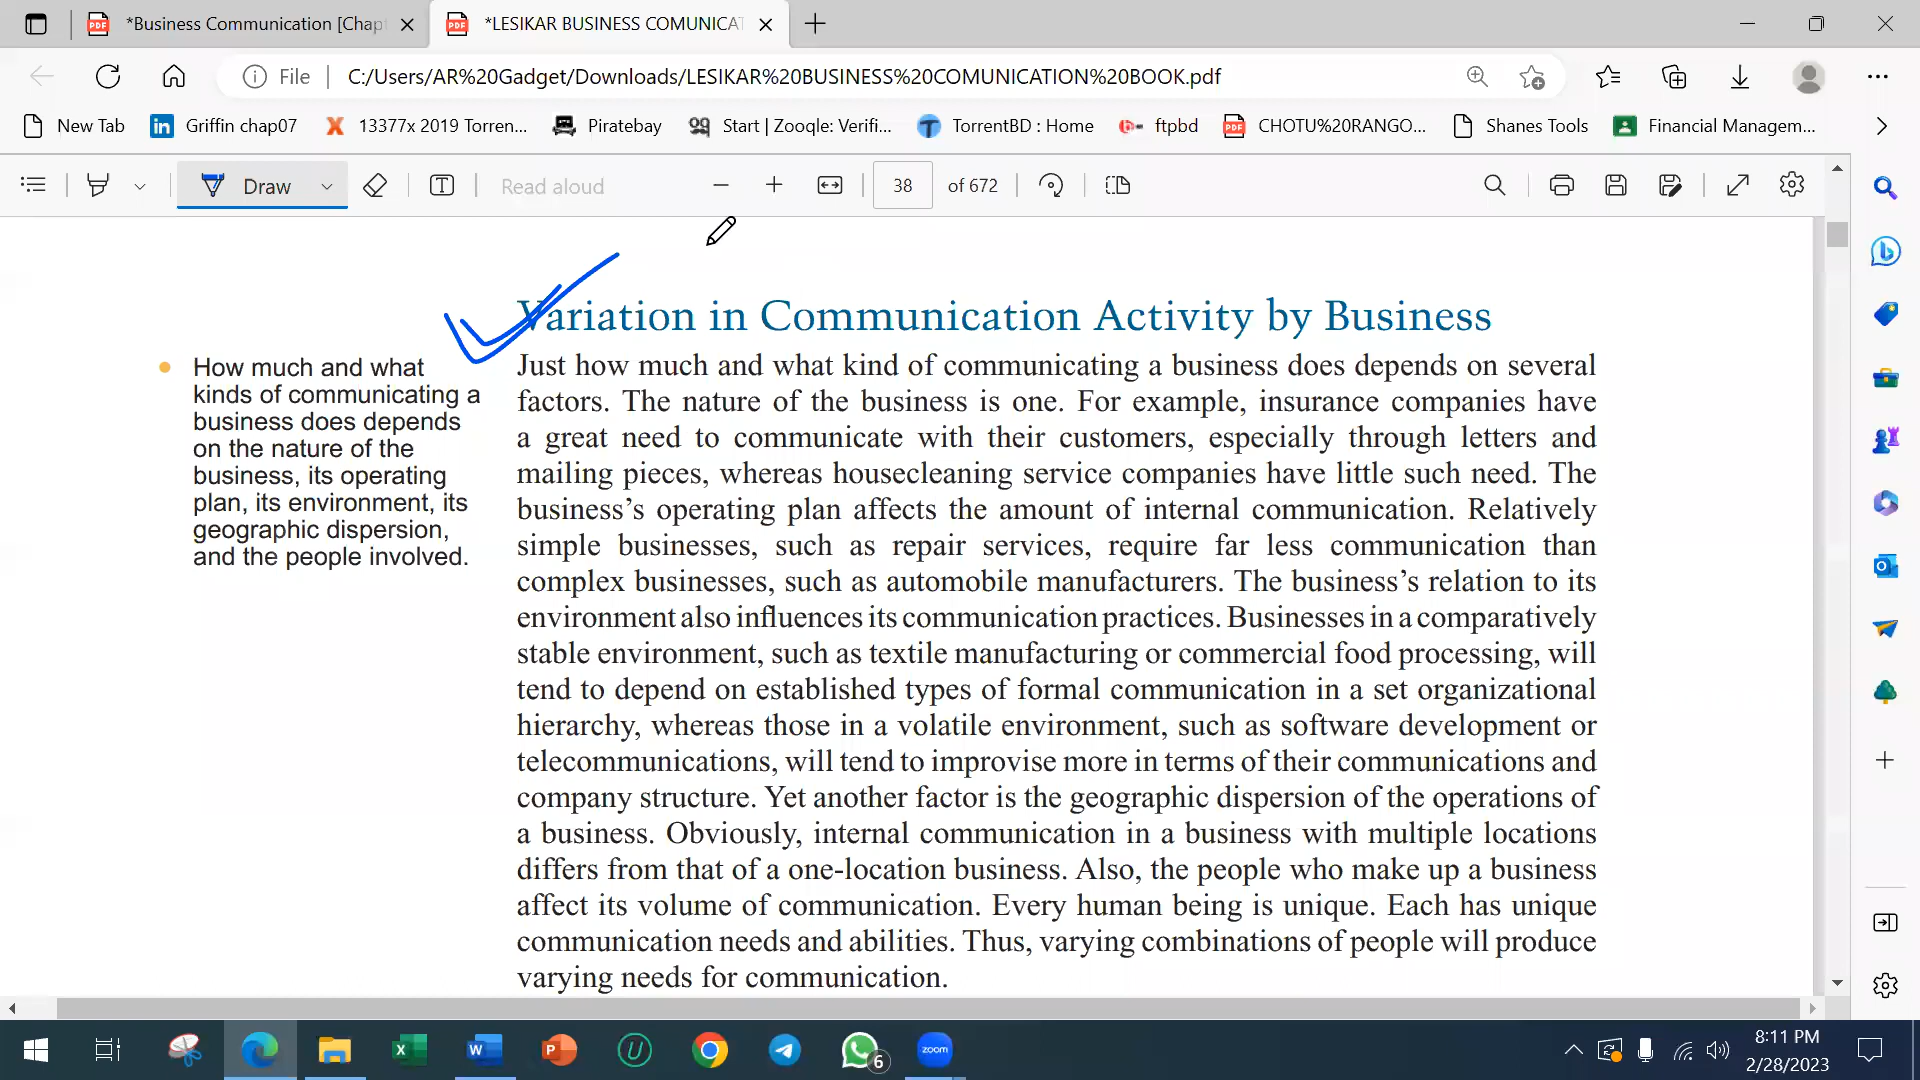 *Business Communication [Chap
*LESIKAR BUSINESS COMUNICAT
File
C:/Users/AR%20Gadget/Downloads/LESIKAR%20BUSINESS%20COMUNICATION%20BOOK.pdf
New Tab
Griffin chap07
13377x 2019 Torren...
Piratebay
Start | Zooqle: Verifi...
TorrentBD : Home
ftpbd
CHOTU%20RANGO...
Shanes Tools
Financial Managem...
Draw
Read aloud
38
of 672
Variation in Communication Activity by Business
How much and what
kinds of communicating a
business does depends
on the nature of the
business, its operating
plan, its environment, its
geographic dispersion,
and the people involved.
Just how much and what kind of communicating a business does depends on several
factors. The nature of the business is one. For example, insurance companies have
a great need to communicate with their customers, especially through letters and
mailing pieces, whereas housecleaning service companies have little such need. The
business’s operating plan affects the amount of internal communication. Relatively
simple businesses, such as repair services, require far less communication than
complex businesses, such as automobile manufacturers. The business’s relation to its
environment also influences its communication practices. Businesses in a comparatively
stable environment, such as textile manufacturing or commercial food processing, will
tend to depend on established types of formal communication in a set organizational
hierarchy, whereas those in a volatile environment, such as software development or
telecommunications, will tend to improvise more in terms of their communications and
company structure. Yet another factor is the geographic dispersion of the operations of
a business. Obviously, internal communication in a business with multiple locations
differs from that of a one-location business. Also, the people who make up a business
affect its volume of communication. Every human being is unique. Each has unique
communication needs and abilities. Thus, varying combinations of people will produce
varying needs for communication.
zoom
6
8:11 PM
2/28/2023